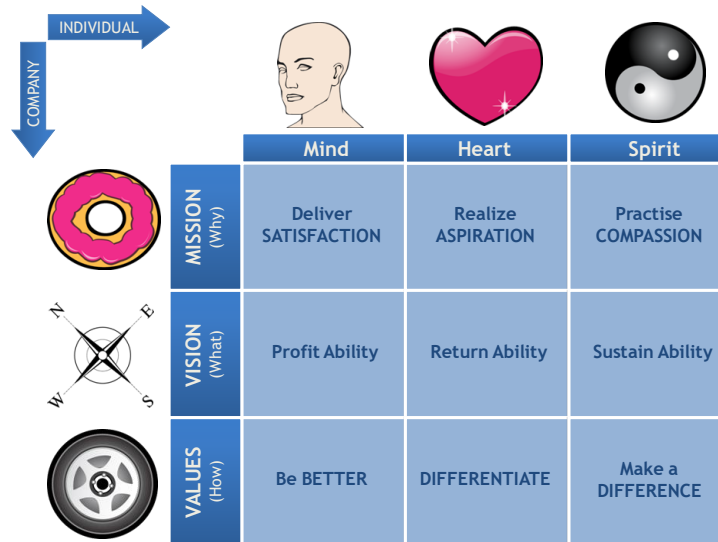 INDIVIDUAL
COMPANY
Mind
Heart
Spirit
MISSION
(Why)
Deliver
SATISFACTION
Realize
ASPIRATION
Practise
COMPASSION
N
E
W
S
VISION
(What)
Profit Ability
Return Ability
Sustain Ability
VALUES
(How)
Be BETTER
DIFFERENTIATE
Make a
DIFFERENCE